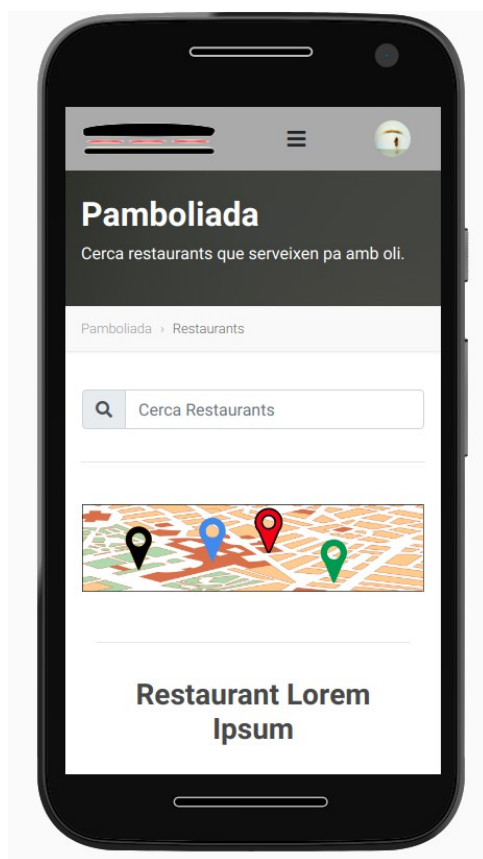 Pamboliada
Cerca restaurants que serveixen pa amb oli.
Pamboliada › Restaurants
Cerca Restaurants
Restaurant Lorem
Ipsum